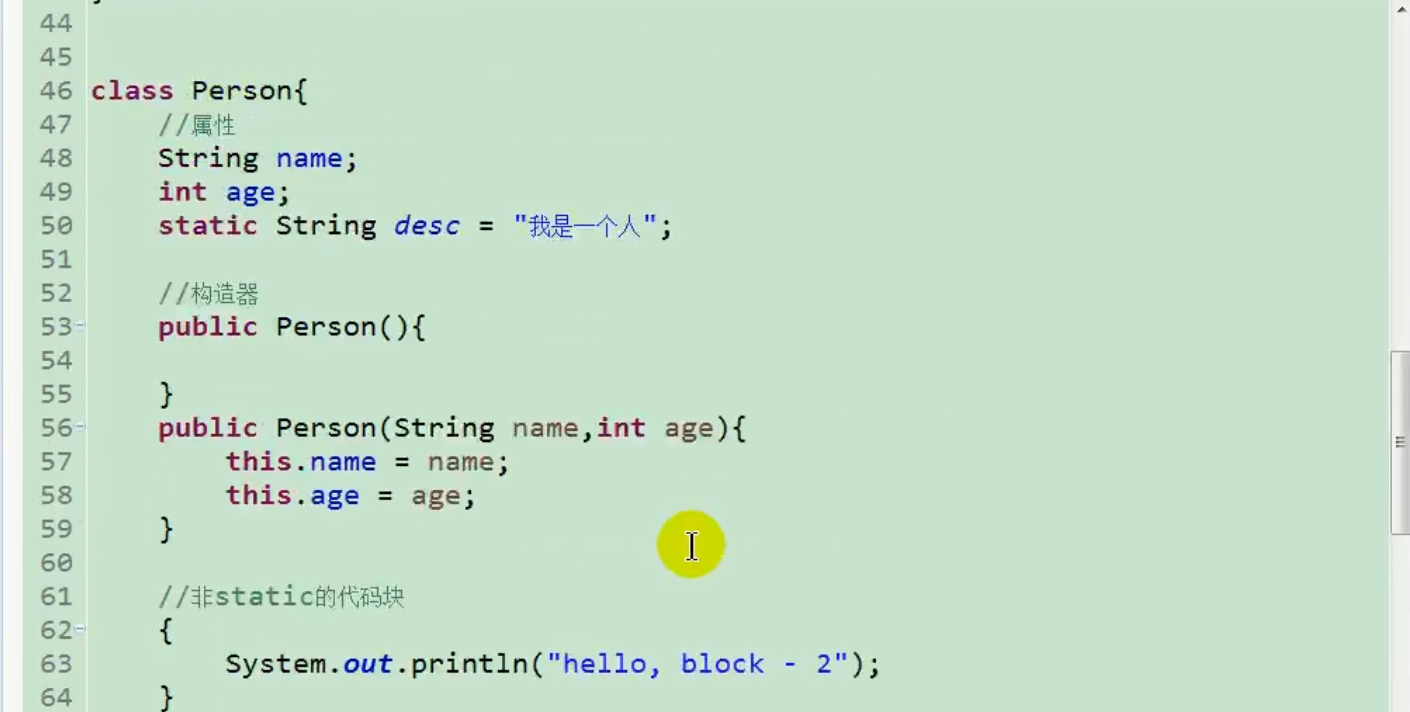 44
45
46 class Person{
47 //属性
48 String name;
49 int age;
50 static String desc = "我是一个人";
51
52 //构造器
53 public Person(){
54
55 }
56 public Person(String name,int age){
57 this.name = name;
58 this.age = age;
59 }
60
61 //非static的代码块
62 {
63 System.out.println("hello, block - 2");
64 }